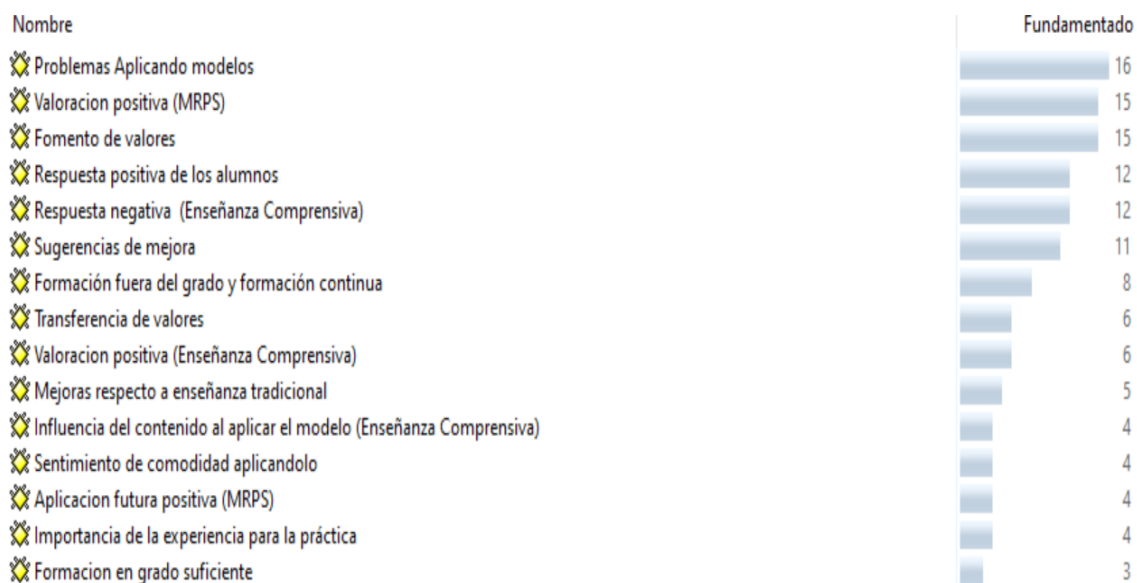 Nombre Fundamentado
Problemas Aplicando modelos 16
Valoracion positiva (MRPS) 15
Fomento de valores 15
Respuesta positiva de los alumnos 12
Respuesta negativa (Enseñanza Comprensiva) 12
Sugerencias de mejora 11
Formación fuera del grado y formación continua 8
Transferencia de valores 6
Valoracion positiva (Enseñanza Comprensiva) 6
Mejoras respecto a enseñanza tradicional 5
Influencia del contenido al aplicar el modelo (Enseñanza Comprensiva) 4
Sentimiento de comodidad aplicandolo 4
Aplicacion futura positiva (MRPS) 4
Importancia de la experiencia para la práctica 4
Formacion en grado suficiente 3